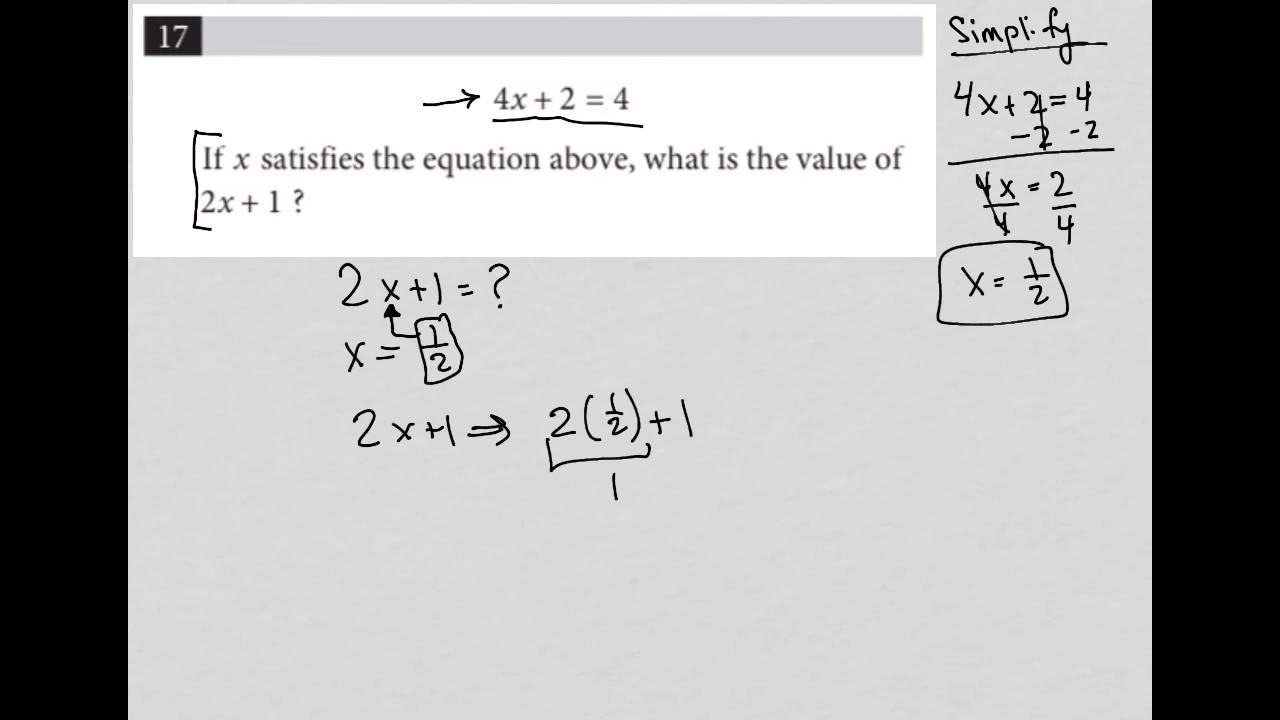 17
4x + 2 = 4
If x satisfies the equation above, what is the value of
2x + 1 ?
Simplify
4x+2=4
-2 -2
4x/4 = 2/4
x = 1/2
2x+1=?
x = 1/2
2x+1 ⇒ 2(1/2)+1
1